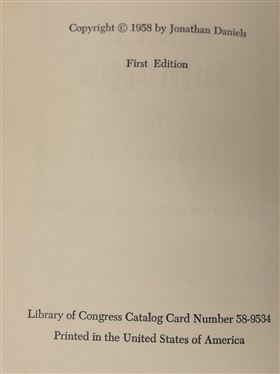 Copyright © 1958 by Jonathan Daniels
First Edition
Library of Congress Catalog Card Number 58-9534
Printed in the United States of America